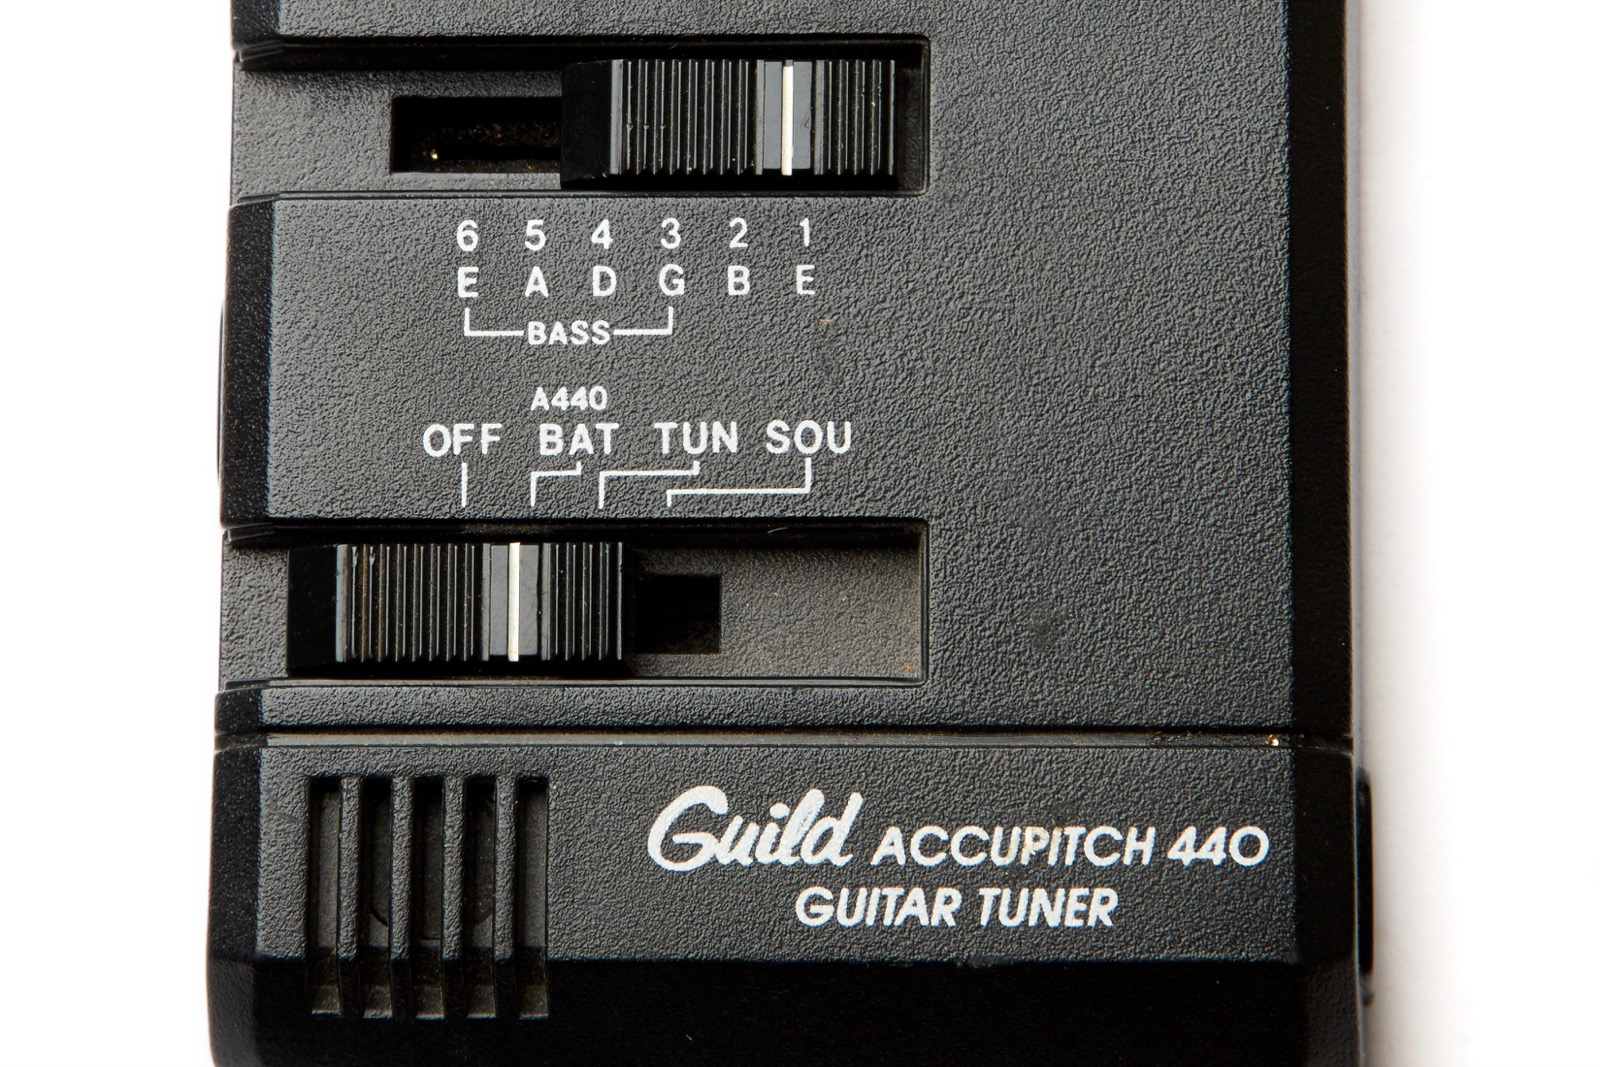 6 5 4 3 2 1
E A D G B E
BASS
A440
OFF BAT TUN SOU
Guild ACCUPITCH 440
GUITAR TUNER